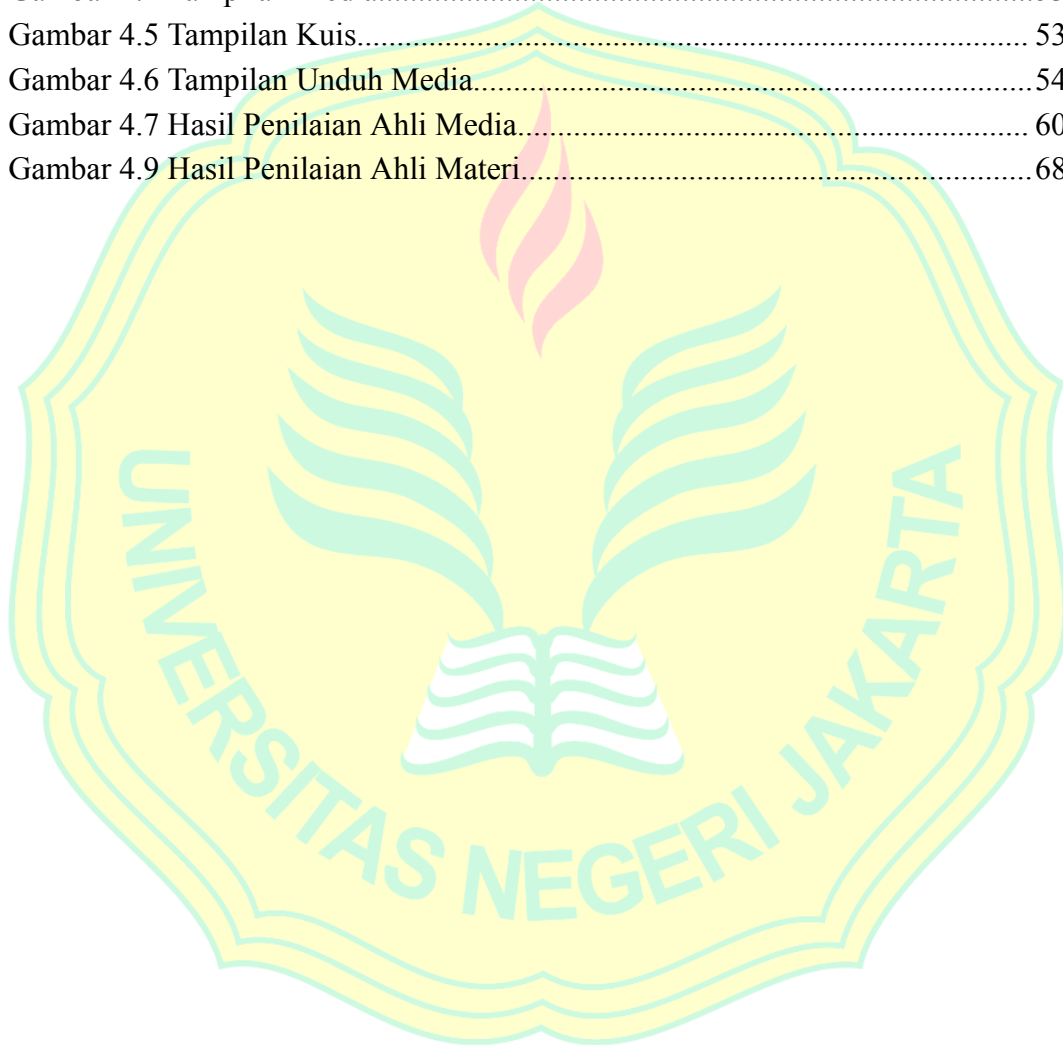 Gambar 4.5 Tampilan Kuis.................................................................................... 53
Gambar 4.6 Tampilan Unduh Media......................................................................54
Gambar 4.7 Hasil Penilaian Ahli Media................................................................ 60
Gambar 4.9 Hasil Penilaian Ahli Materi................................................................68
UNIVERSITAS NEGERI JAKARTA